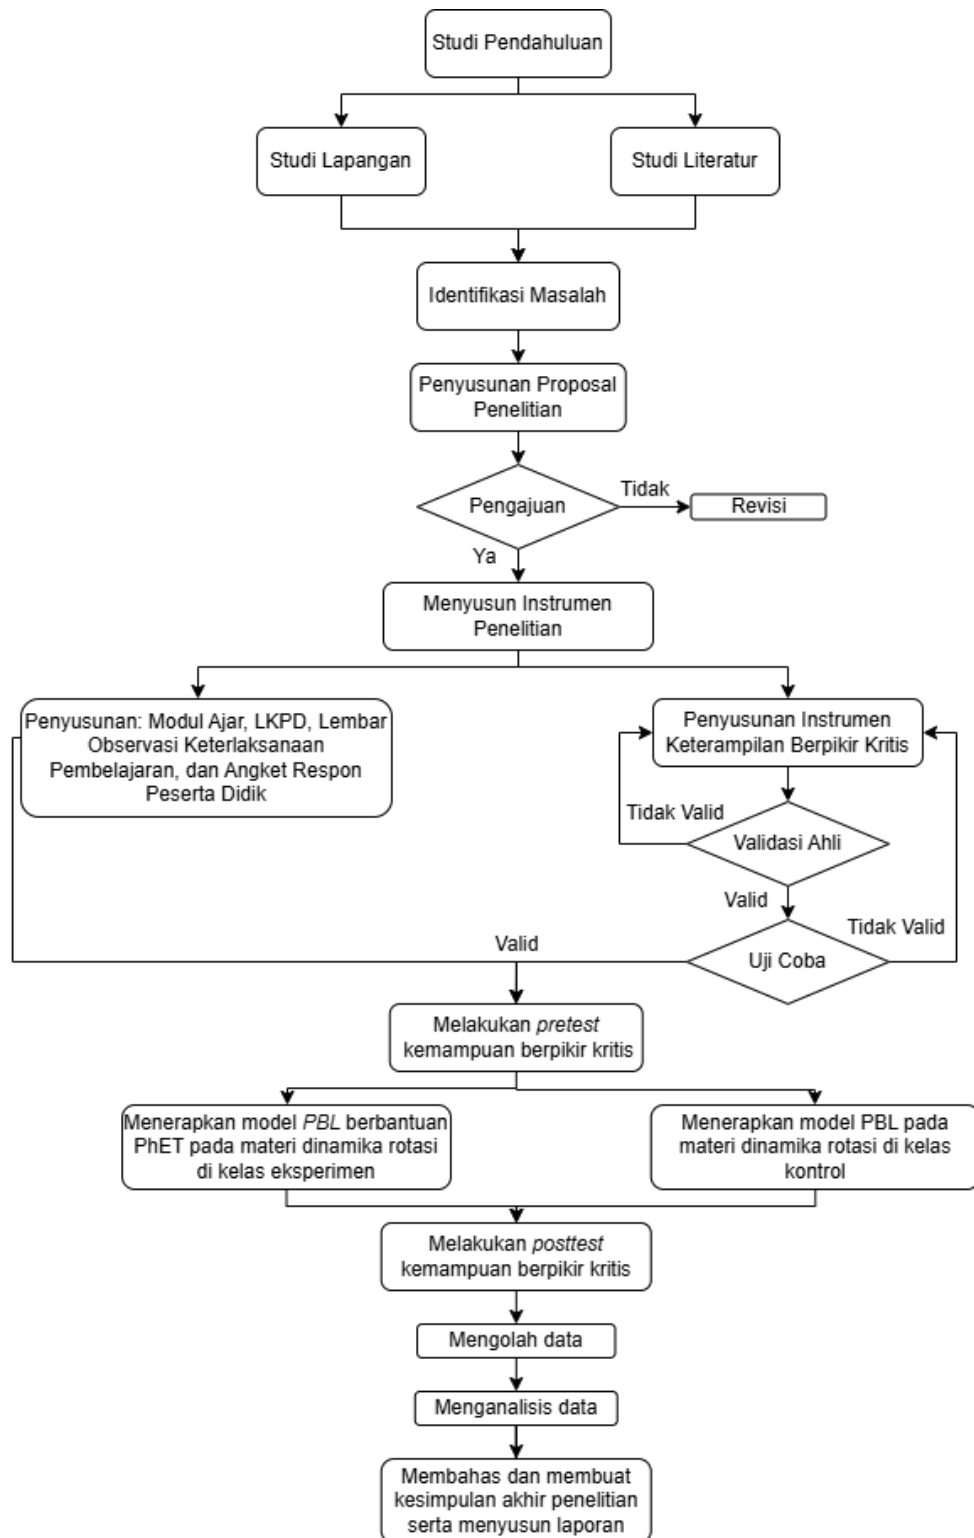 Studi Pendahuluan
Studi Lapangan
Studi Literatur
Identifikasi Masalah
Penyusunan Proposal
Penelitian
Pengajuan
Tidak
Revisi
Ya
Menyusun Instrumen
Penelitian
Penyusunan: Modul Ajar, LKPD, Lembar
Observasi Keterlaksanaan
Pembelajaran, dan Angket Respon
Peserta Didik
Penyusunan Instrumen
Keterampilan Berpikir Kritis
Tidak Valid
Validasi Ahli
Valid
Tidak Valid
Valid
Uji Coba
Melakukan pretest
kemampuan berpikir kritis
Menerapkan model PBL berbantuan
PhET pada materi dinamika rotasi
di kelas eksperimen
Menerapkan model PBL pada
materi dinamika rotasi di kelas
kontrol
Melakukan posttest
kemampuan berpikir kritis
Mengolah data
Menganalisis data
Membahas dan membuat
kesimpulan akhir penelitian
serta menyusun laporan